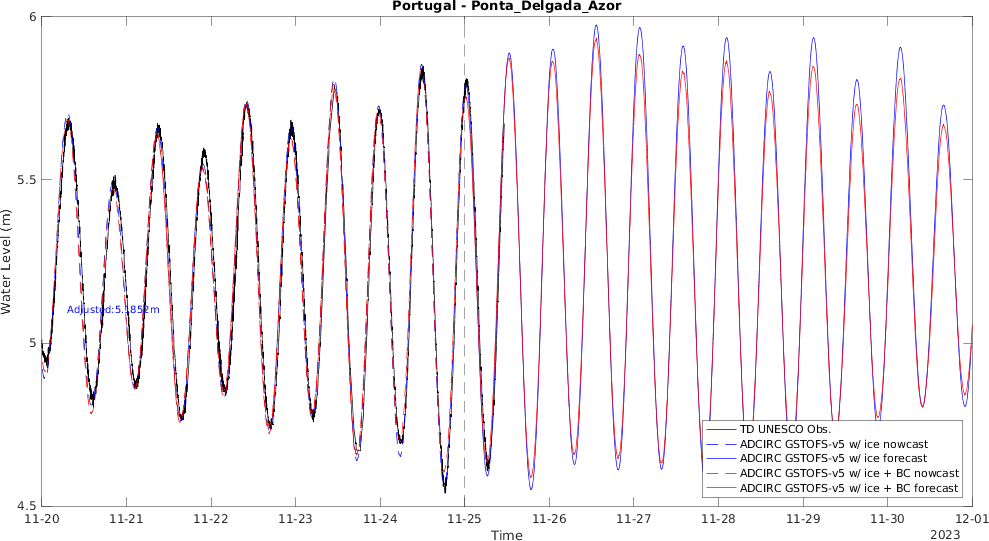 Portugal - Ponta_Delgada_Azor
6
5.5
5
4.5
Water Level (m)
Adjusted:5.1852m
TD UNESCO Obs.
ADCIRC GSTOFS-v5 w/ ice nowcast
ADCIRC GSTOFS-v5 w/ ice forecast
ADCIRC GSTOFS-v5 w/ ice + BC nowcast
ADCIRC GSTOFS-v5 w/ ice + BC forecast
11-20 11-21 11-22 11-23 11-24 11-25 11-26 11-27 11-28 11-29 11-30 12-01
Time
2023